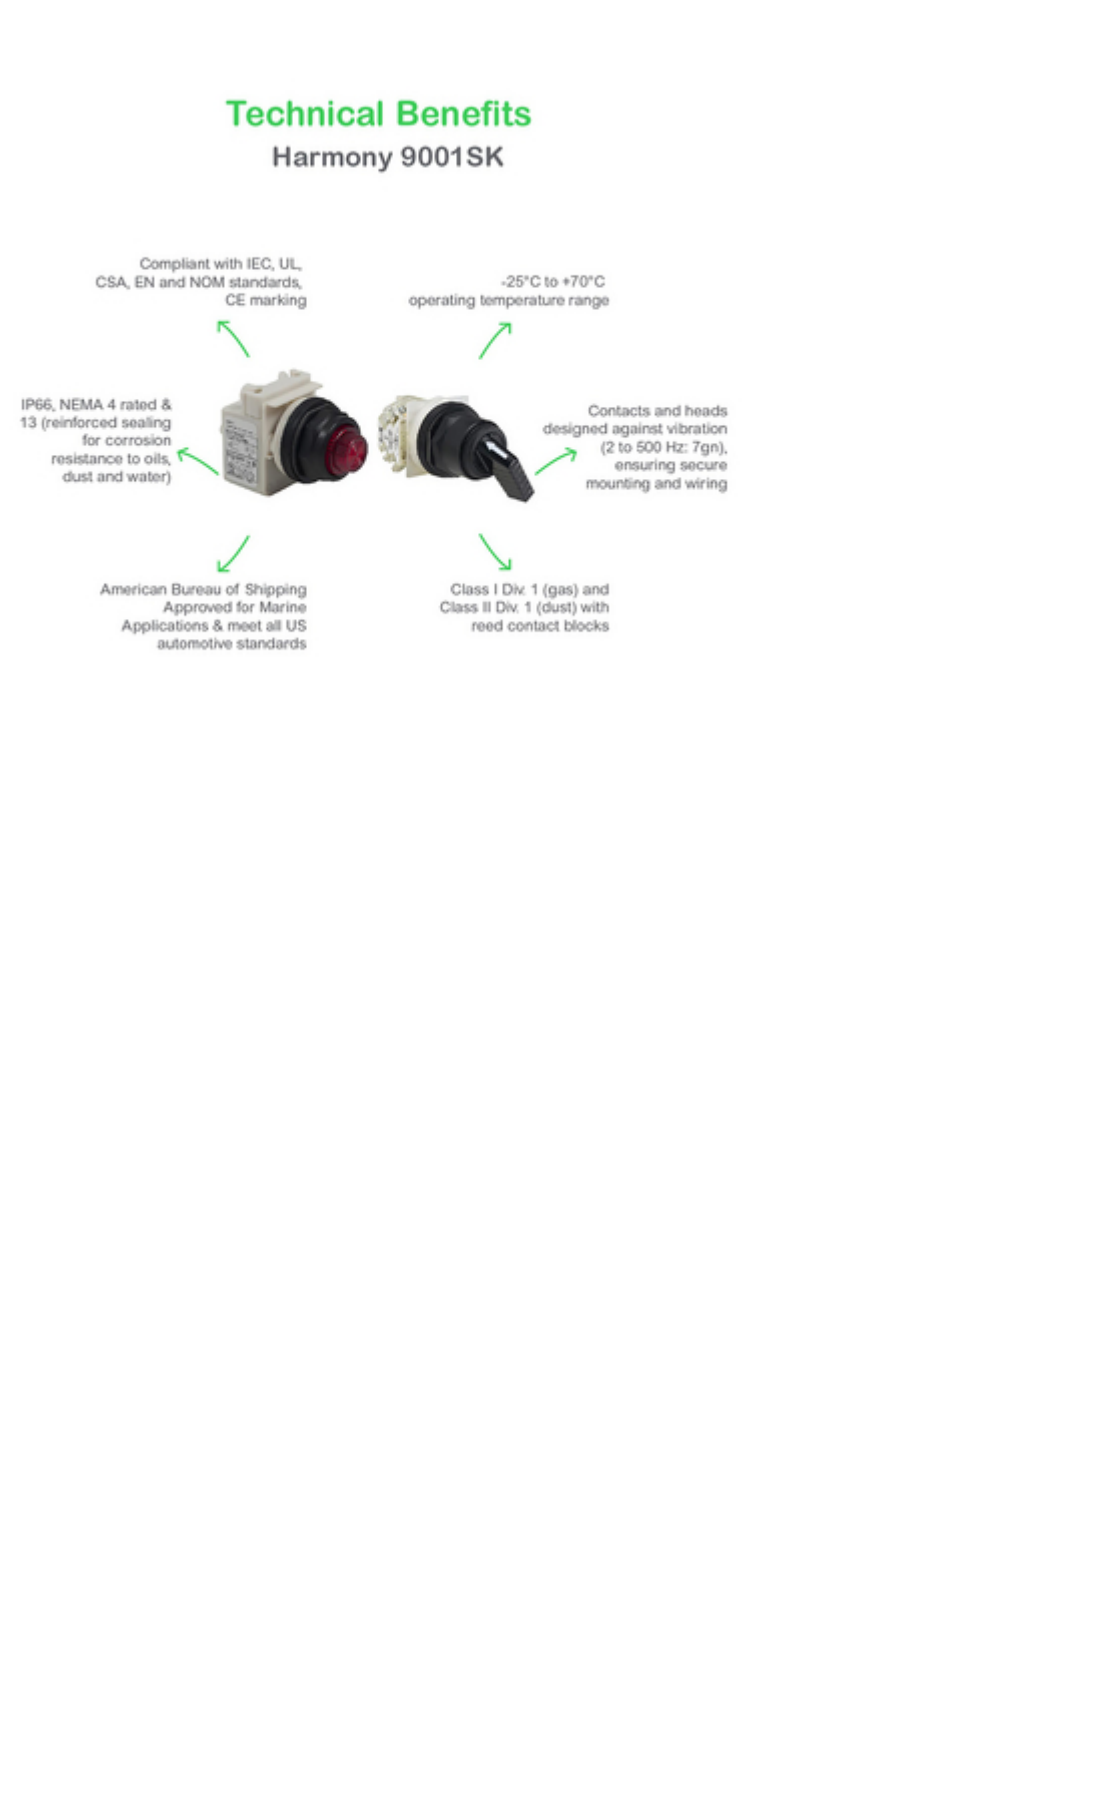 Technical Benefits
Harmony 9001SK
Compliant with IEC, UL,
CSA, EN and NOM standards,
CE marking
-25°C to +70°C
operating temperature range
IP66, NEMA 4 rated &
13 (reinforced sealing
for corrosion
resistance to oils,
dust and water)
Contacts and heads
designed against vibration
(2 to 500 Hz: 7gn),
ensuring secure
mounting and wiring
American Bureau of Shipping
Approved for Marine
Applications & meet all US
automotive standards
Class I Div. 1 (gas) and
Class II Div. 1 (dust) with
reed contact blocks